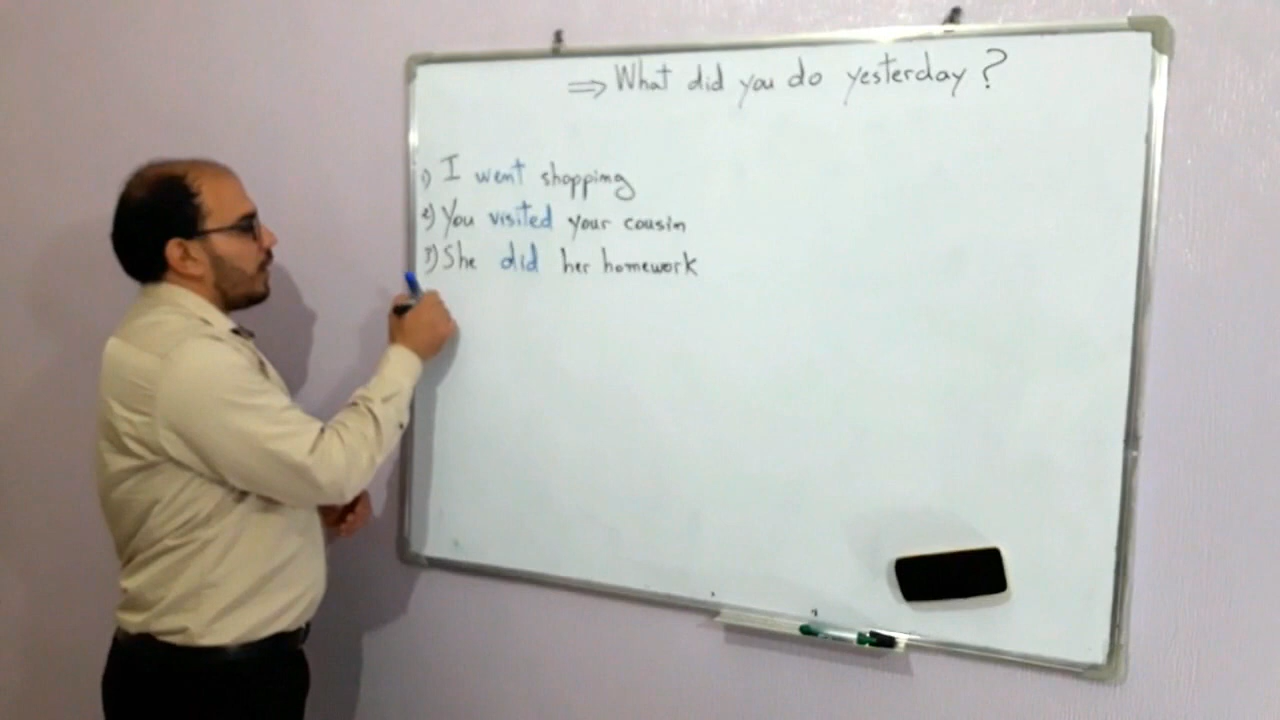 ⇒ What did you do yesterday?
1) I went shopping
2) You visited your cousin
3) She did her homework